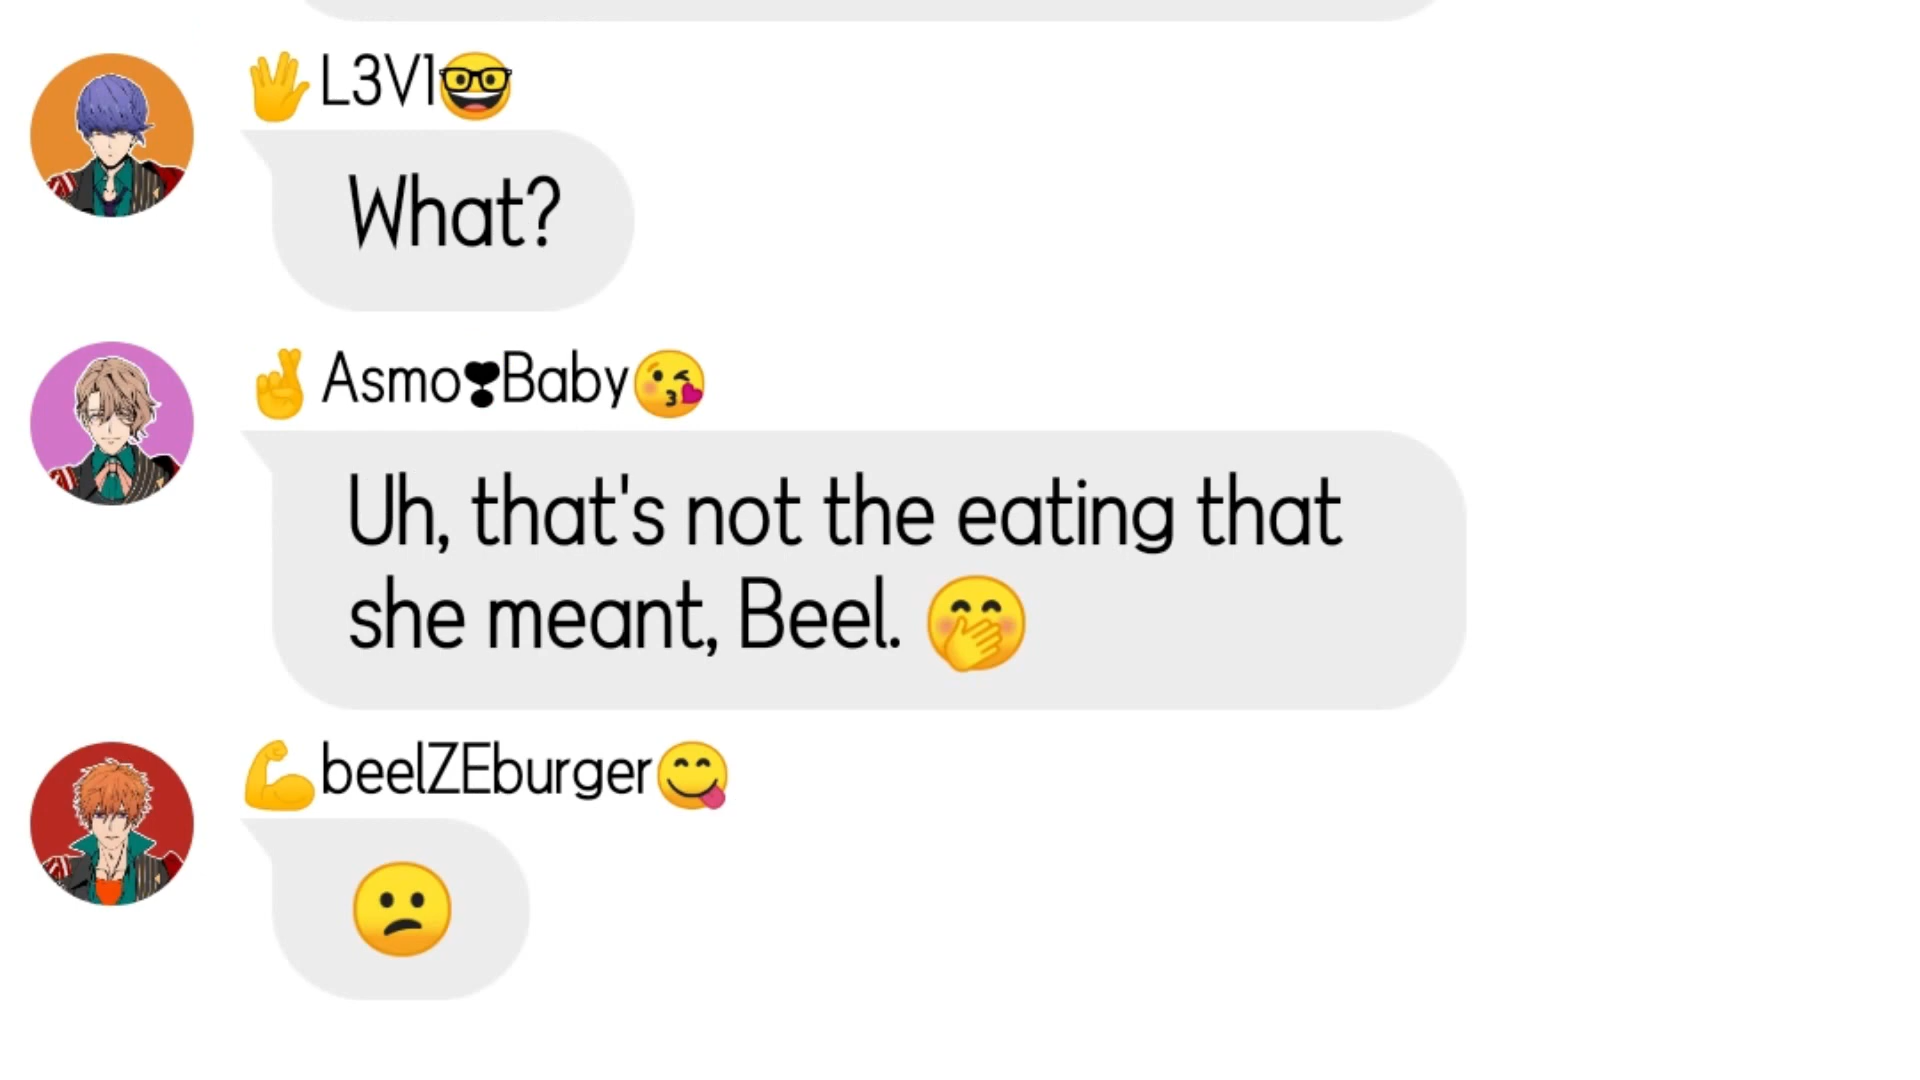 🖖L3V1🤓
What?
🤞Asmo❣Baby😘
Uh, that's not the eating that
she meant, Beel. 🤭
💪beelZEburger😋
😕